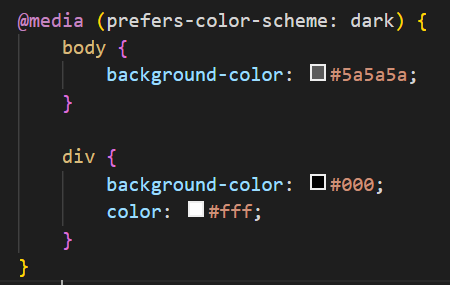 @media (prefers-color-scheme: dark) {
    body {
        background-color: #5a5a5a;
    }

    div {
        background-color: #000;
        color: #fff;
    }
}